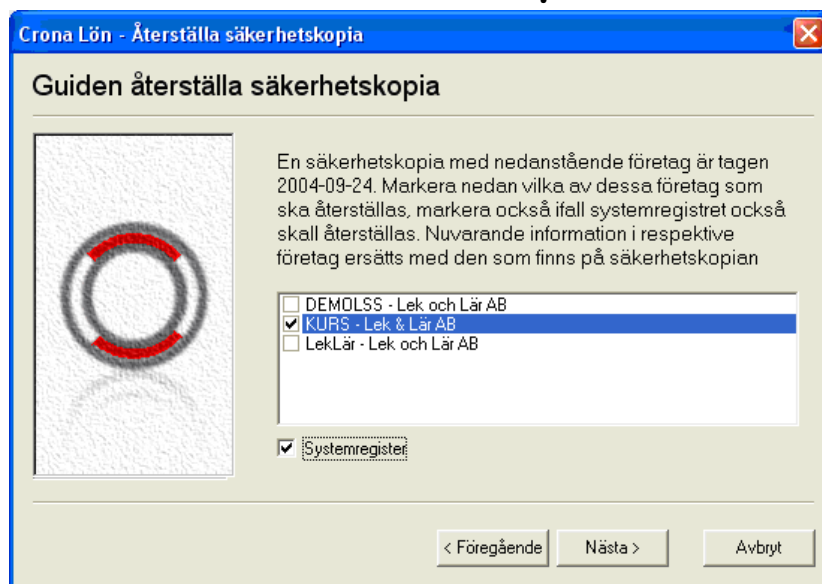 Crona Lön - Återställa säkerhetskopia
Guiden återställa säkerhetskopia
En säkerhetskopia med nedanstående företag är tagen
2004-09-24. Markera nedan vilka av dessa företag som
ska återställas, markera också ifall systemregistret också
skall återställas. Nuvarande information i respektive
företag ersätts med den som finns på säkerhetskopian
DEMOLSS - Lek och Lär AB
KURS - Lek & Lär AB
LekLär - Lek och Lär AB
Systemregister
< Föregående Nästa > Avbryt